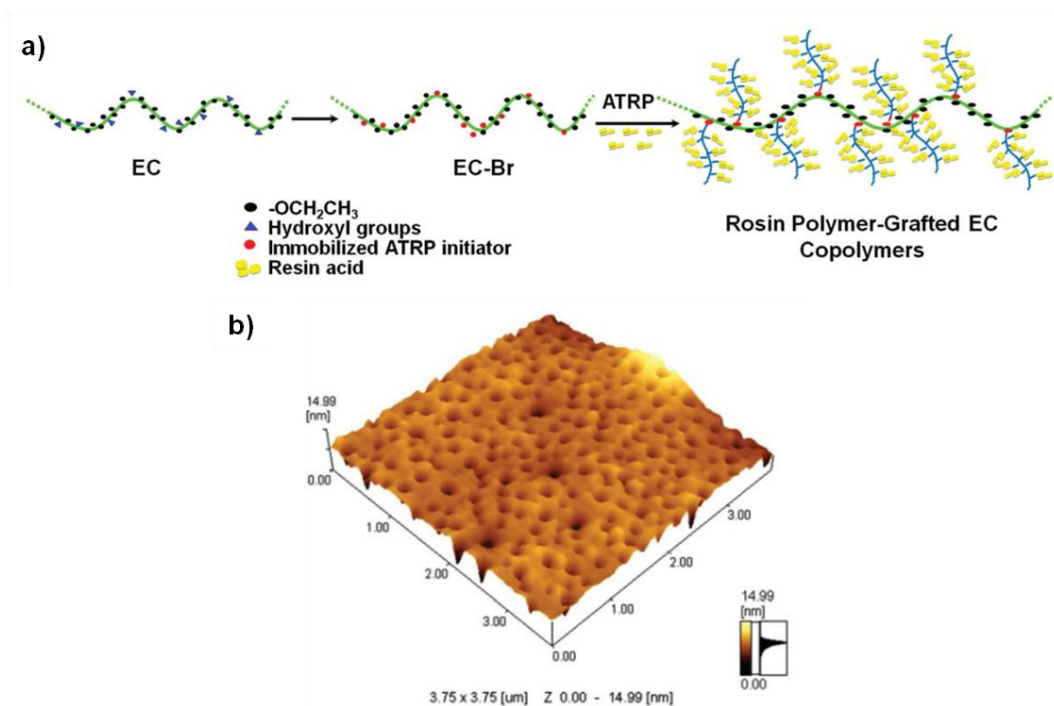 a)
ATRP
EC
EC-Br
-OCH2CH3
Hydroxyl groups
Immobilized ATRP initiator
Resin acid
Rosin Polymer-Grafted EC
Copolymers
b)
14.99
[nm]
0.00
1.00
2.00
3.00
0.00
1.00
2.00
3.00
14.99
[nm]
0.00
3.75 x 3.75 [um] Z 0.00 - 14.99 [nm]